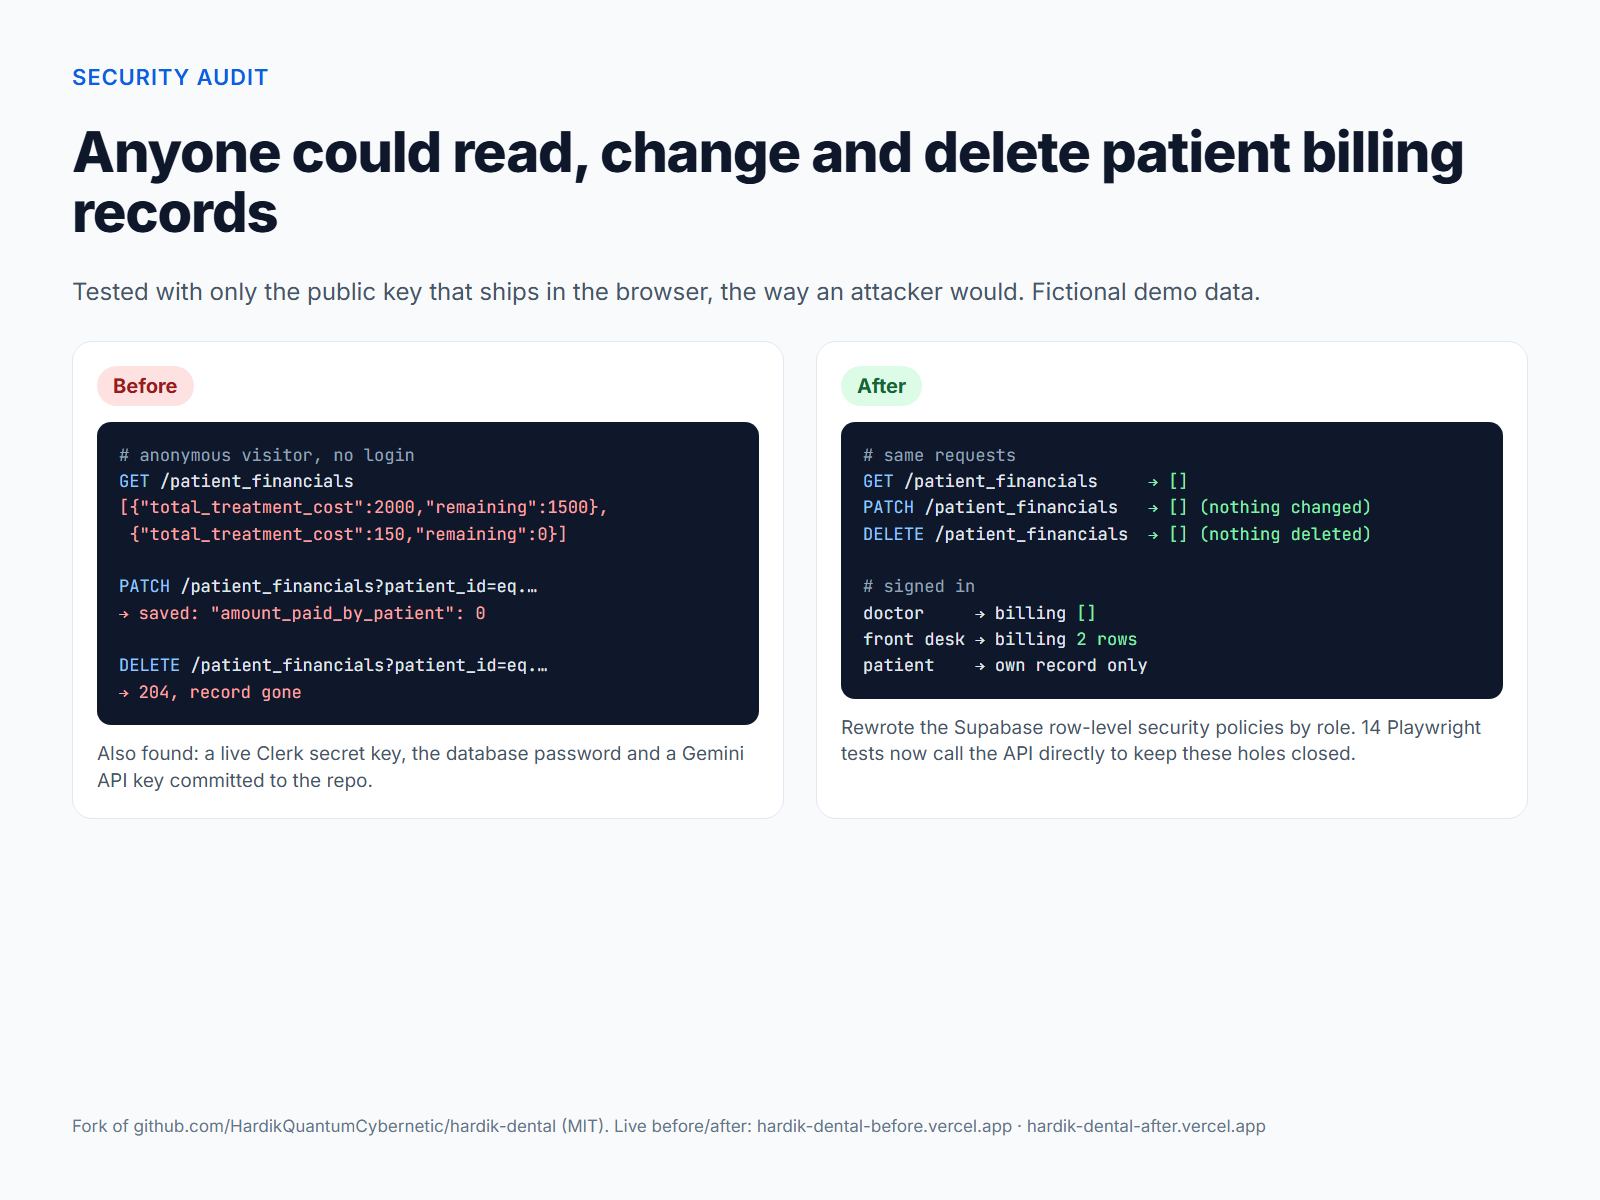 SECURITY AUDIT
Anyone could read, change and delete patient billing
records
Tested with only the public key that ships in the browser, the way an attacker would. Fictional demo data.
Before
# anonymous visitor, no login
GET /patient_financials
[{"total_treatment_cost":2000,"remaining":1500},
{"total_treatment_cost":150,"remaining":0}]
PATCH /patient_financials?patient_id=eq.…
→ saved: "amount_paid_by_patient": 0
DELETE /patient_financials?patient_id=eq.…
→ 204, record gone
Also found: a live Clerk secret key, the database password and a Gemini
API key committed to the repo.
After
# same requests
GET /patient_financials → []
PATCH /patient_financials → [] (nothing changed)
DELETE /patient_financials → [] (nothing deleted)
# signed in
doctor → billing []
front desk → billing 2 rows
patient → own record only
Rewrote the Supabase row-level security policies by role. 14 Playwright
tests now call the API directly to keep these holes closed.
Fork of github.com/HardikQuantumCybernetic/hardik-dental (MIT). Live before/after: hardik-dental-before.vercel.app · hardik-dental-after.vercel.app